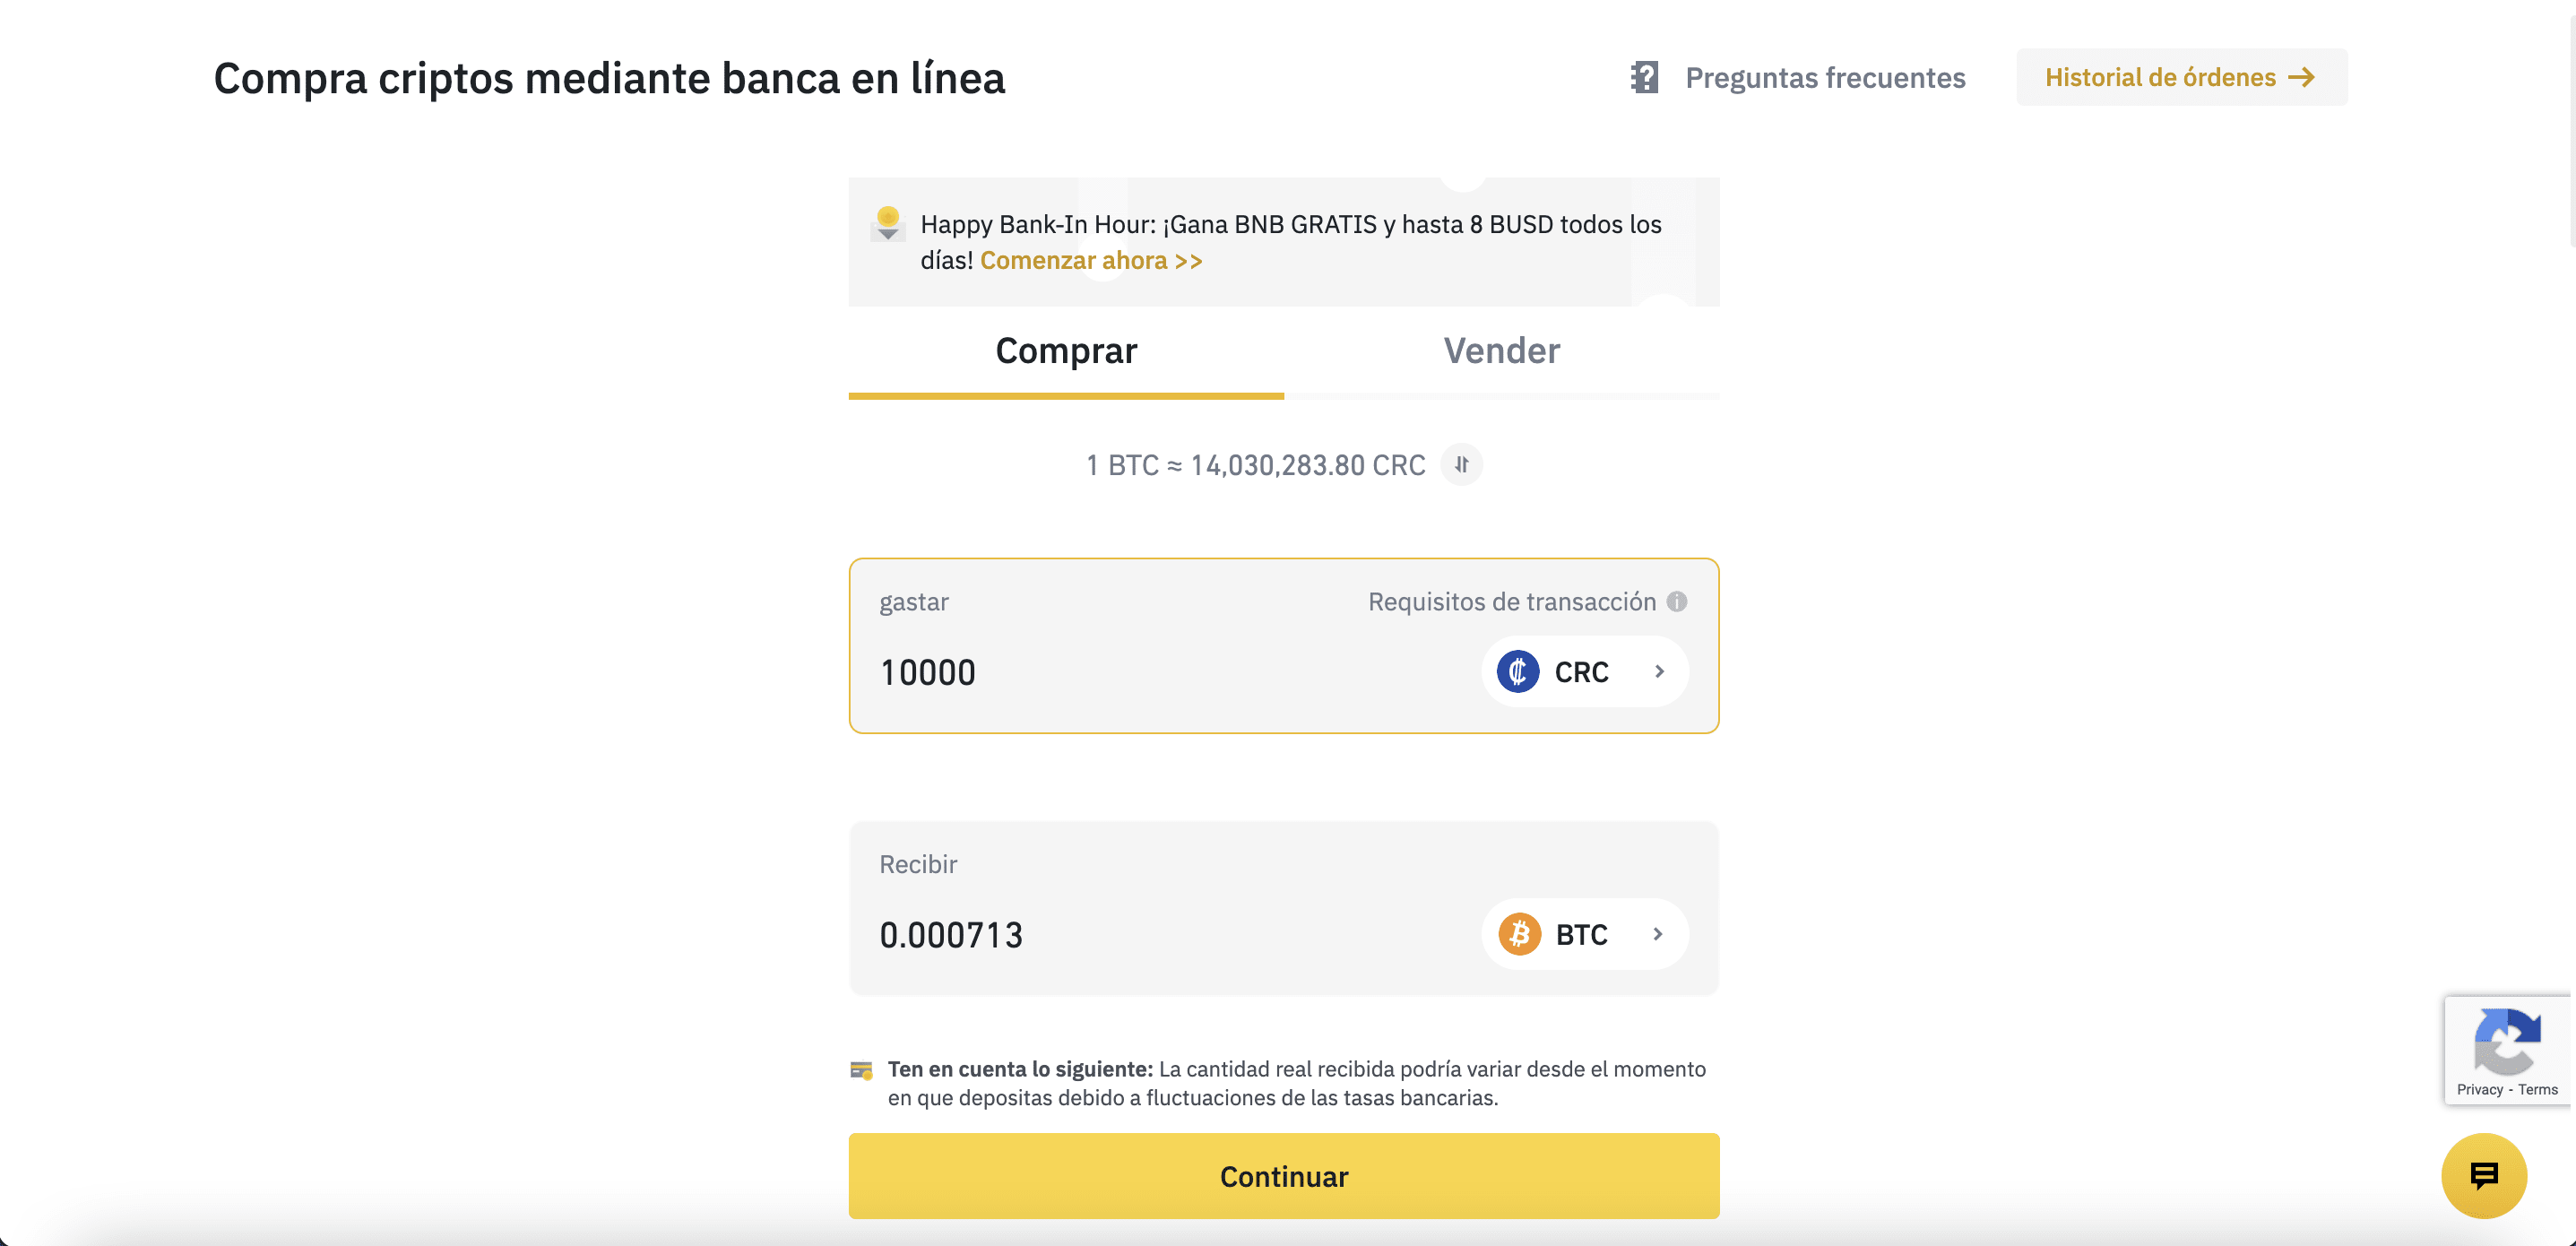 Compra criptos mediante banca en línea
Preguntas frecuentes
Historial de órdenes →
Happy Bank-In Hour: ¡Gana BNB GRATIS y hasta 8 BUSD todos los
días! Comenzar ahora >>
Comprar
Vender
1 BTC ≈ 14,030,283.80 CRC
gastar
Requisitos de transacción
10000
CRC
Recibir
0.000713
BTC
Ten en cuenta lo siguiente: La cantidad real recibida podría variar desde el momento
en que depositas debido a fluctuaciones de las tasas bancarias.
Privacy - Terms
Continuar